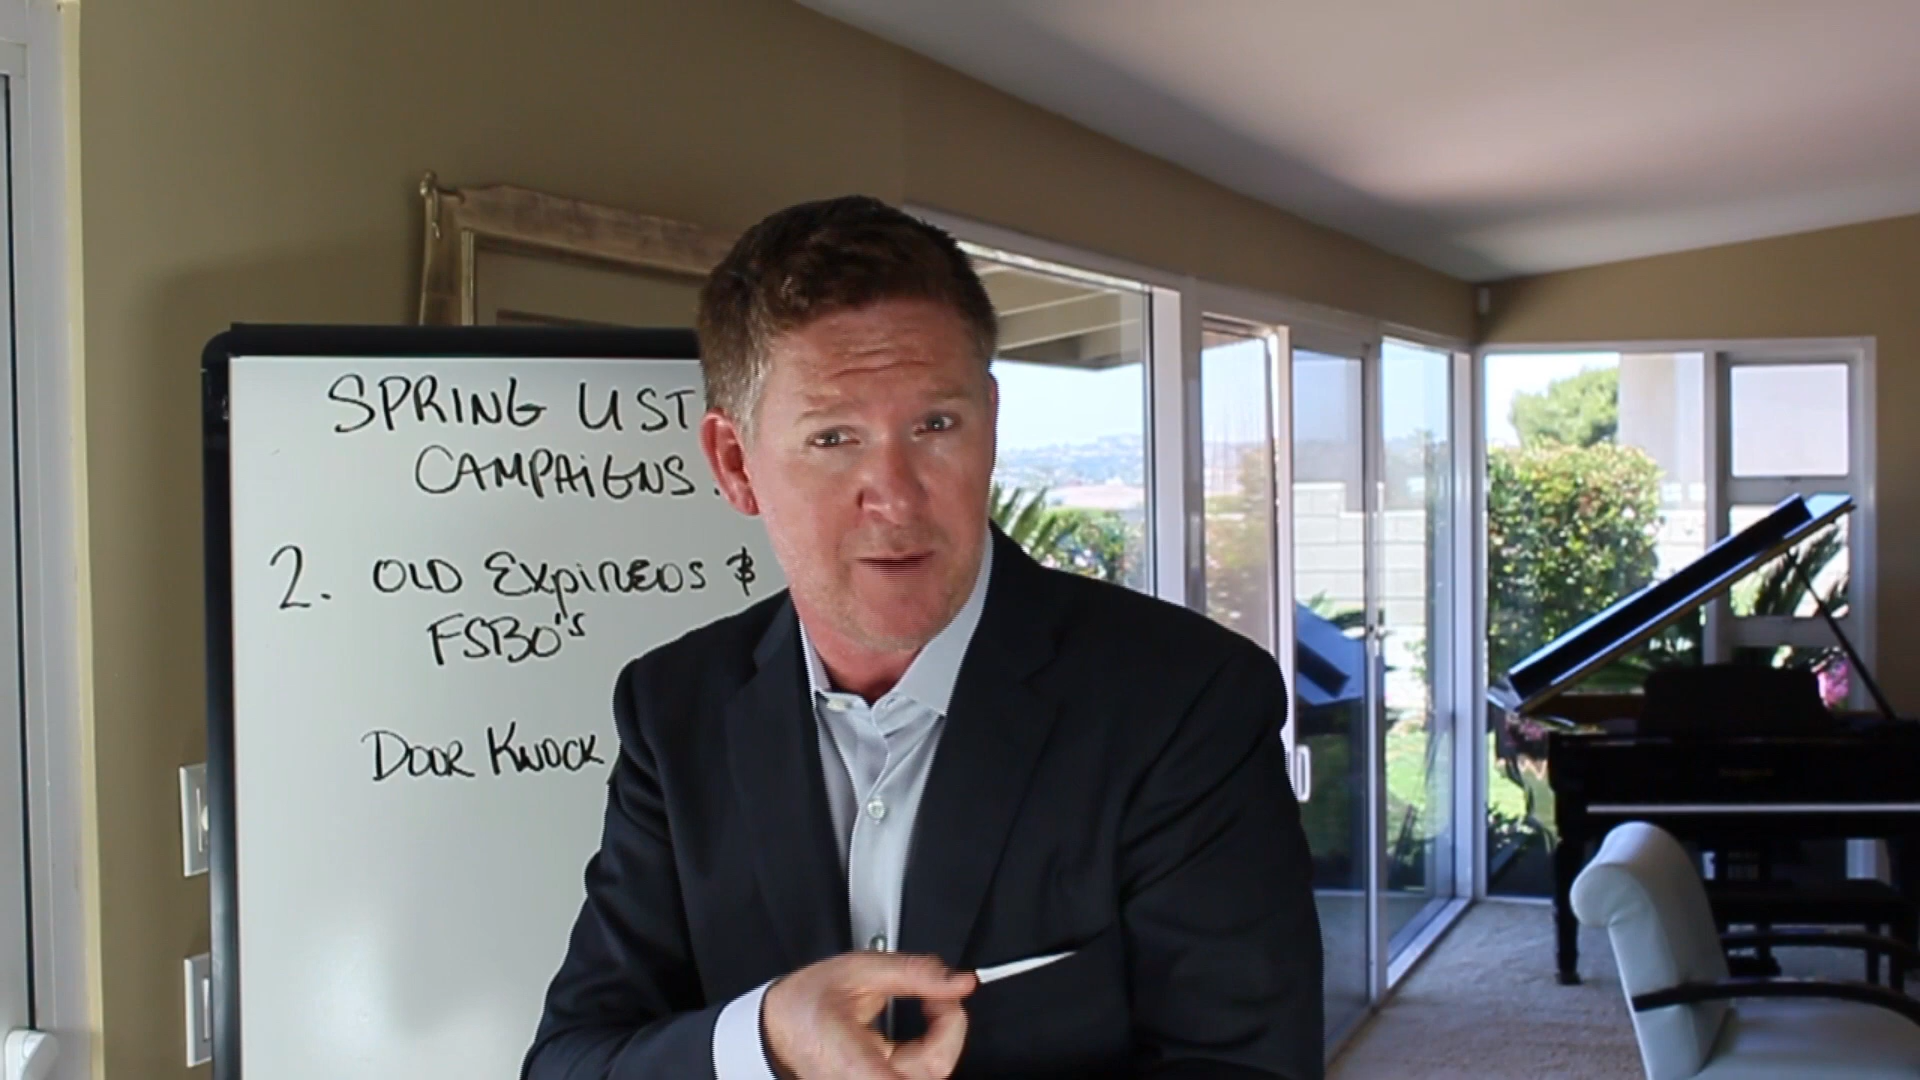 SPRING LIST
CAMPAIGNS.
2. OLD EXPIREDS &
FSBO's
DOOR KNOCK